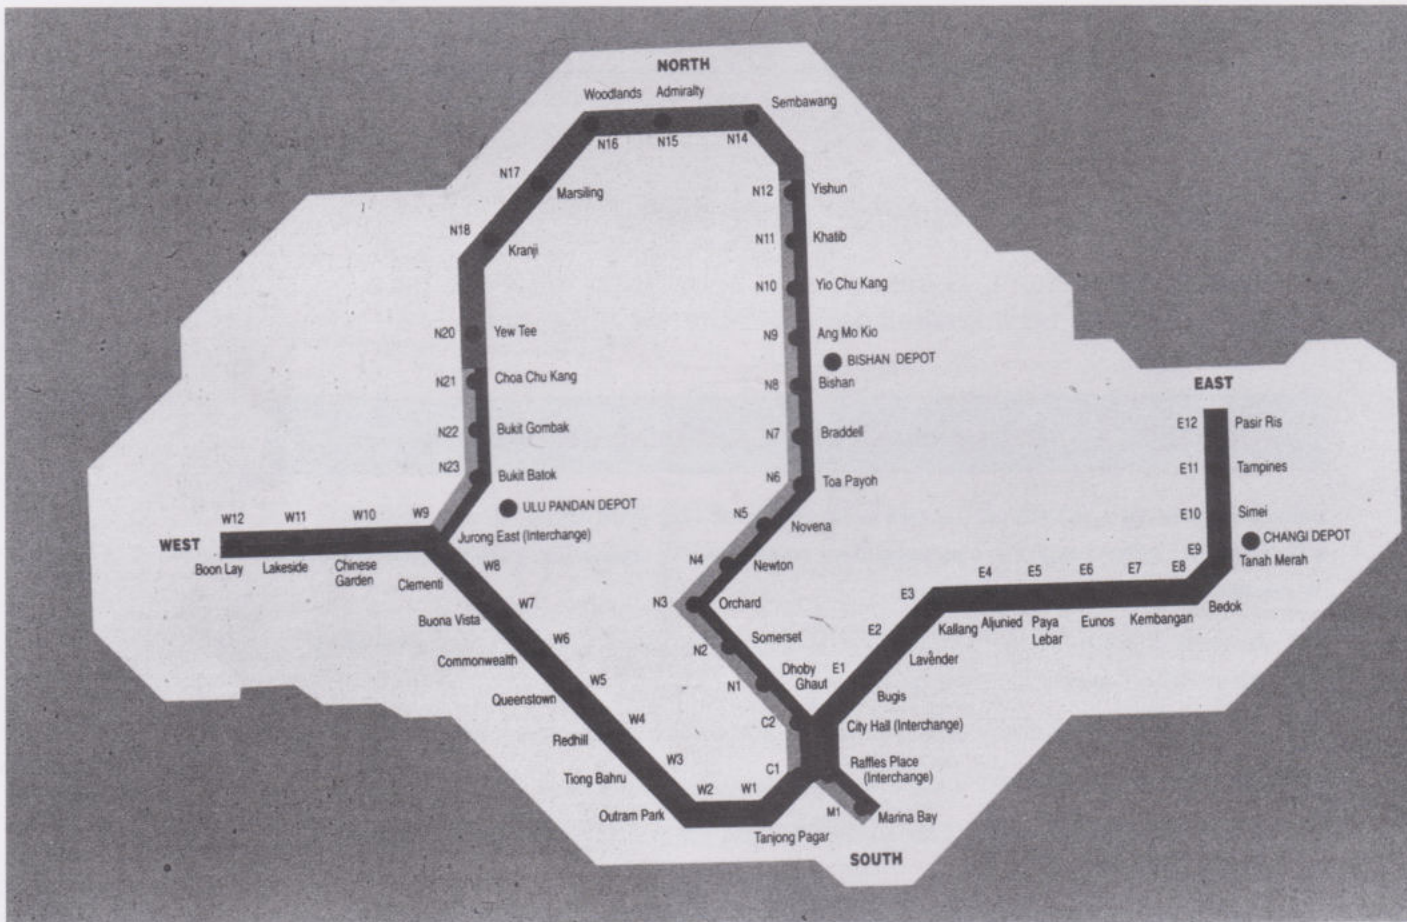 NORTH
Woodlands
Admiralty
Sembawang
N16
N15
N14
N17
Marsiling
N12
Yishun
N18
Kranji
N11
Khatib
N10
Yio Chu Kang
N20
Yew Tee
N9
Ang Mo Kio
BISHAN DEPOT
N21
Choa Chu Kang
N8
Bishan
EAST
N22
Bukit Gombak
N7
Braddell
E12
Pasir Ris
N23
Bukit Batok
N6
Toa Payoh
E11
Tampines
ULU PANDAN DEPOT
W12
W11
W10
W9
N5
Novena
E10
Simei
WEST
Jurong East (Interchange)
CHANGI DEPOT
Boon Lay
Lakeside
Chinese
Garden
E9
Tanah Merah
Clementi
W8
N4
Newton
E8
Bedok
E7
Kembangan
E6
Eunos
E5
Paya
Lebar
E4
Aljunied
E3
Kallang
Buona Vista
W7
N3
Orchard
E2
Lavender
Commonwealth
W6
N2
Somerset
Queenstown
W5
N1
Dhoby
Ghaut
E1
Bugis
Redhill
W4
C2
City Hall (Interchange)
Tiong Bahru
W3
C1
Raffles Place
(Interchange)
Outram Park
W2
W1
M1
Marina Bay
Tanjong Pagar
SOUTH